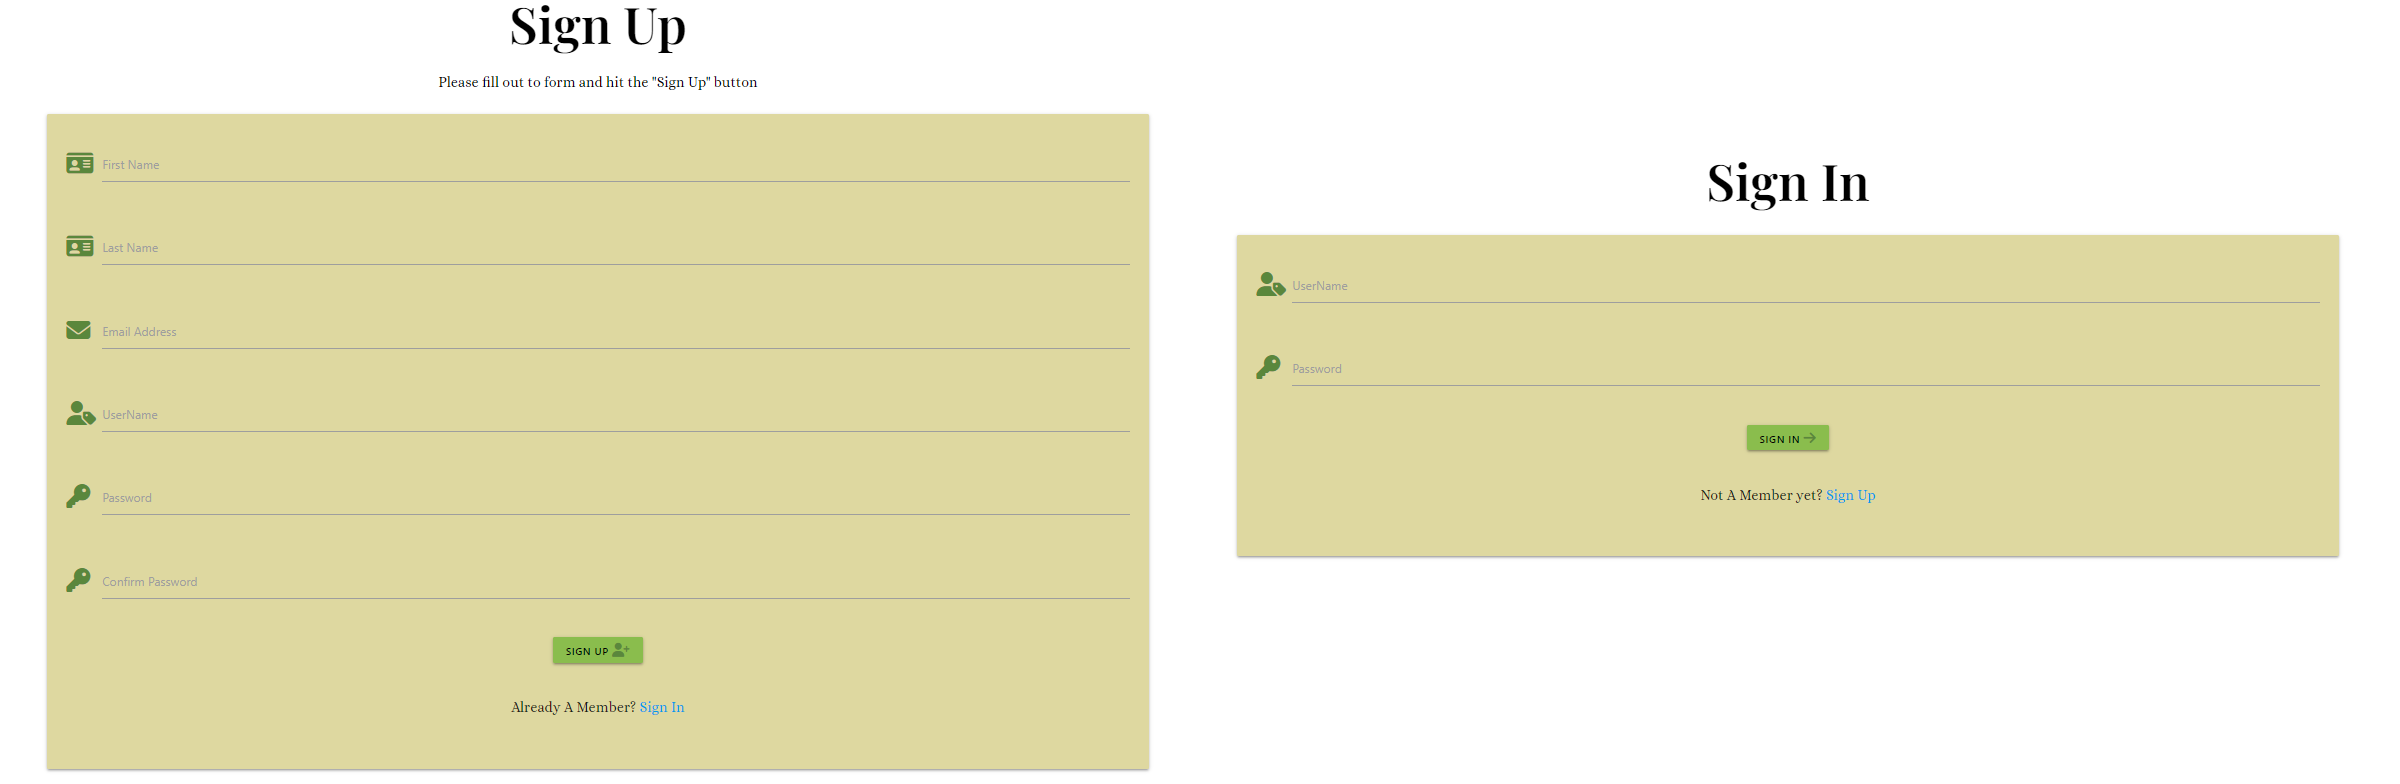 Sign Up
Please fill out to form and hit the "Sign Up" button
First Name
Last Name
Email Address
UserName
Password
Confirm Password
SIGN UP
Already A Member? Sign In
Sign In
UserName
Password
SIGN IN
Not A Member yet? Sign Up